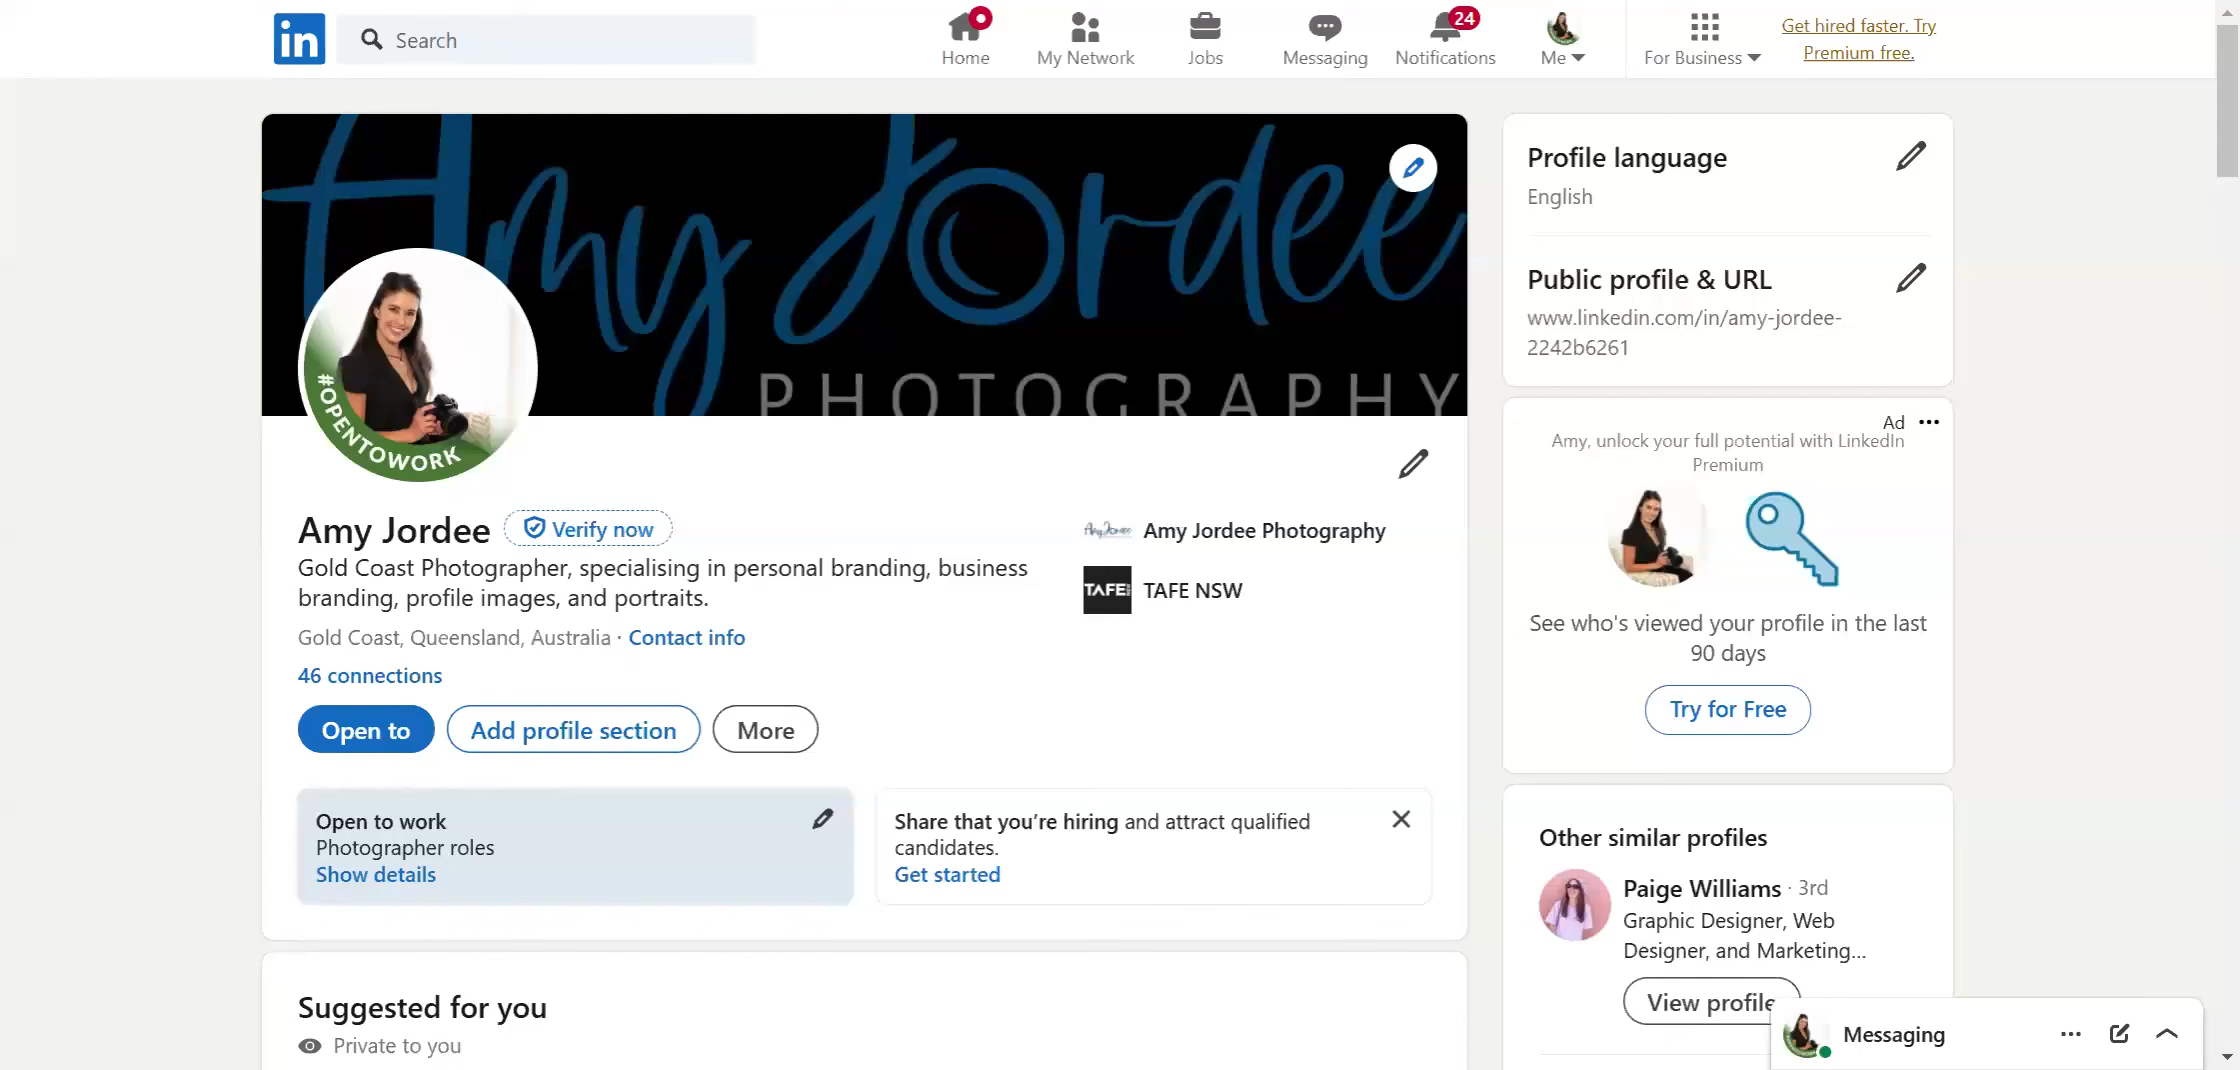 in
Search
Home
My Network
Jobs
Messaging
24
Notifications
Me
For Business
Get hired faster. Try
Premium free.
Amy Jordee
PHOTOGRAPHY
#OPENTOWORK
Amy Jordee
Verify now
Gold Coast Photographer, specialising in personal branding, business
branding, profile images, and portraits.
Gold Coast, Queensland, Australia · Contact info
46 connections
Open to
Add profile section
More
Amy Jordee
Amy Jordee Photography
TAFE
TAFE NSW
Open to work
Photographer roles
Show details
Share that you’re hiring and attract qualified
candidates.
Get started
Suggested for you
Private to you
Profile language
English
Public profile & URL
www.linkedin.com/in/amy-jordee-
2242b6261
Ad
Amy, unlock your full potential with LinkedIn
Premium
See who's viewed your profile in the last
90 days
Try for Free
Other similar profiles
Paige Williams · 3rd
Graphic Designer, Web
Designer, and Marketing...
View profile
Messaging